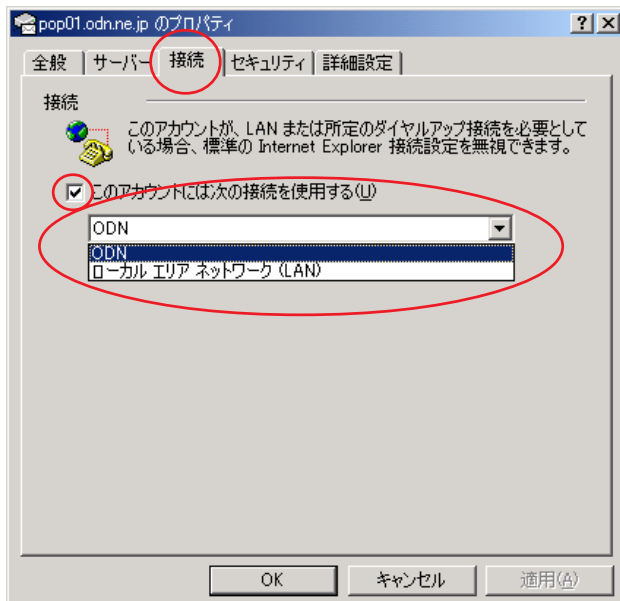 pop01.odn.ne.jp のプロパティ
全般 サーバー 接続 セキュリティ 詳細設定
接続
このアカウントが、LAN または所定のダイヤルアップ接続を必要として
いる場合、標準の Internet Explorer 接続設定を無視できます。
このアカウントには次の接続を使用する(U)
ODN
ODN
ローカル エリア ネットワーク (LAN)
OK キャンセル 適用(A)